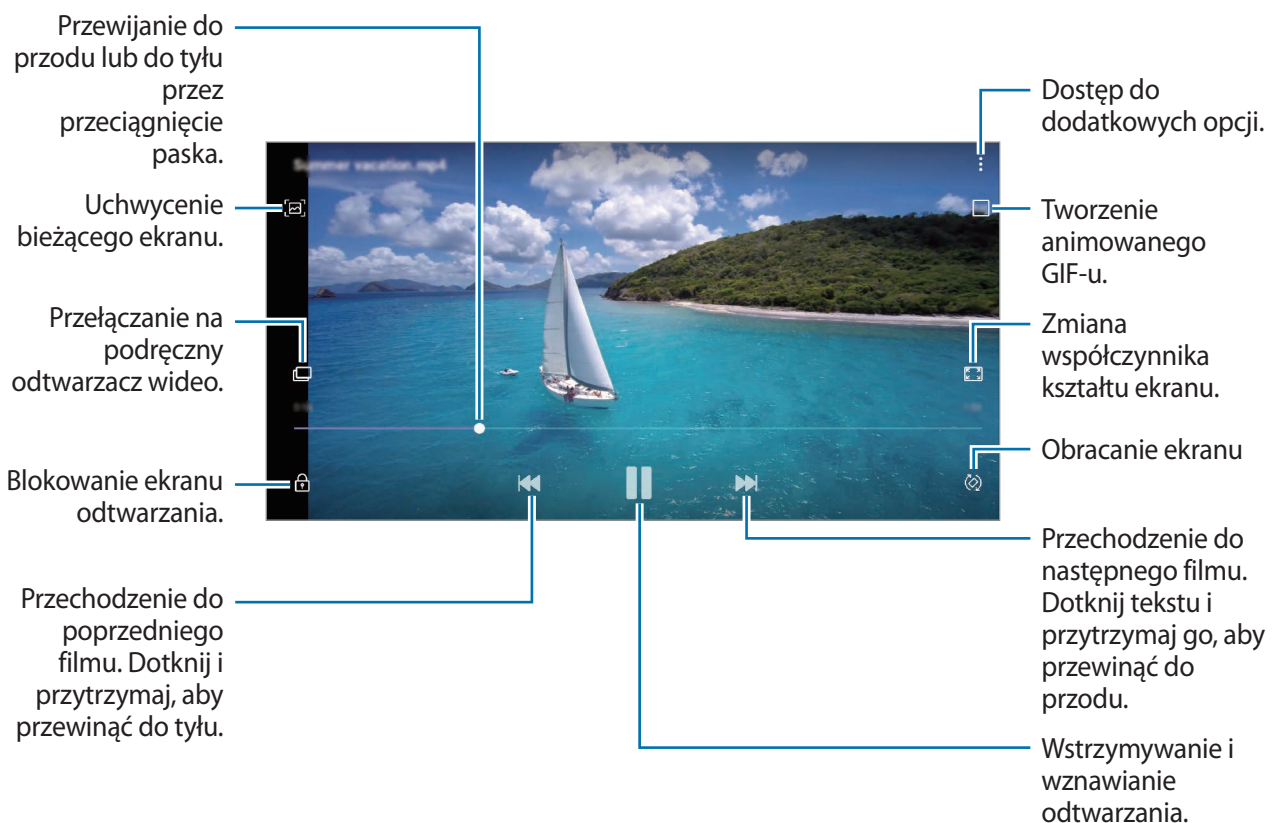 Przewijanie do
przodu lub do tyłu
przez
przeciągnięcie
paska.
Uchwycenie
bieżącego ekranu.
Przełączanie na
podręczny
odtwarzacz wideo.
Blokowanie ekranu
odtwarzania.
Przechodzenie do
poprzedniego
filmu. Dotknij i
przytrzymaj, aby
przewinąć do tyłu.
Summer vacation.mp4
Dostęp do
dodatkowych opcji.
Tworzenie
animowanego
GIF-u.
Zmiana
współczynnika
kształtu ekranu.
Obracanie ekranu
Przechodzenie do
następnego filmu.
Dotknij tekstu i
przytrzymaj go, aby
przewinąć do
przodu.
Wstrzymywanie i
wznawianie
odtwarzania.